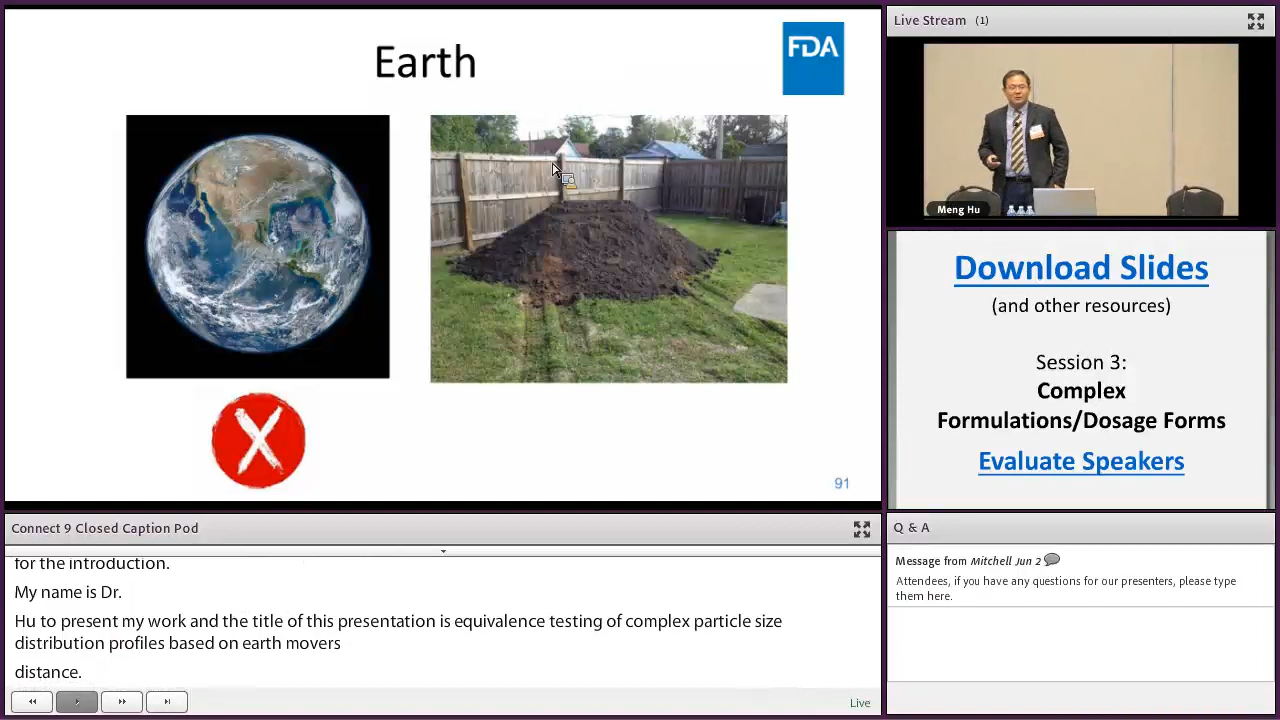 Earth
FDA
91
Live Stream (1)
Meng Hu
Download Slides
(and other resources)
Session 3:
Complex
Formulations/Dosage Forms
Evaluate Speakers
Connect 9 Closed Caption Pod
for the introduction.
My name is Dr.
Hu to present my work and the title of this presentation is equivalence testing of complex particle size
distribution profiles based on earth movers
distance.
Live
Q & A
Message from Mitchell Jun 2
Attendees, if you have any questions for our presenters, please type
them here.